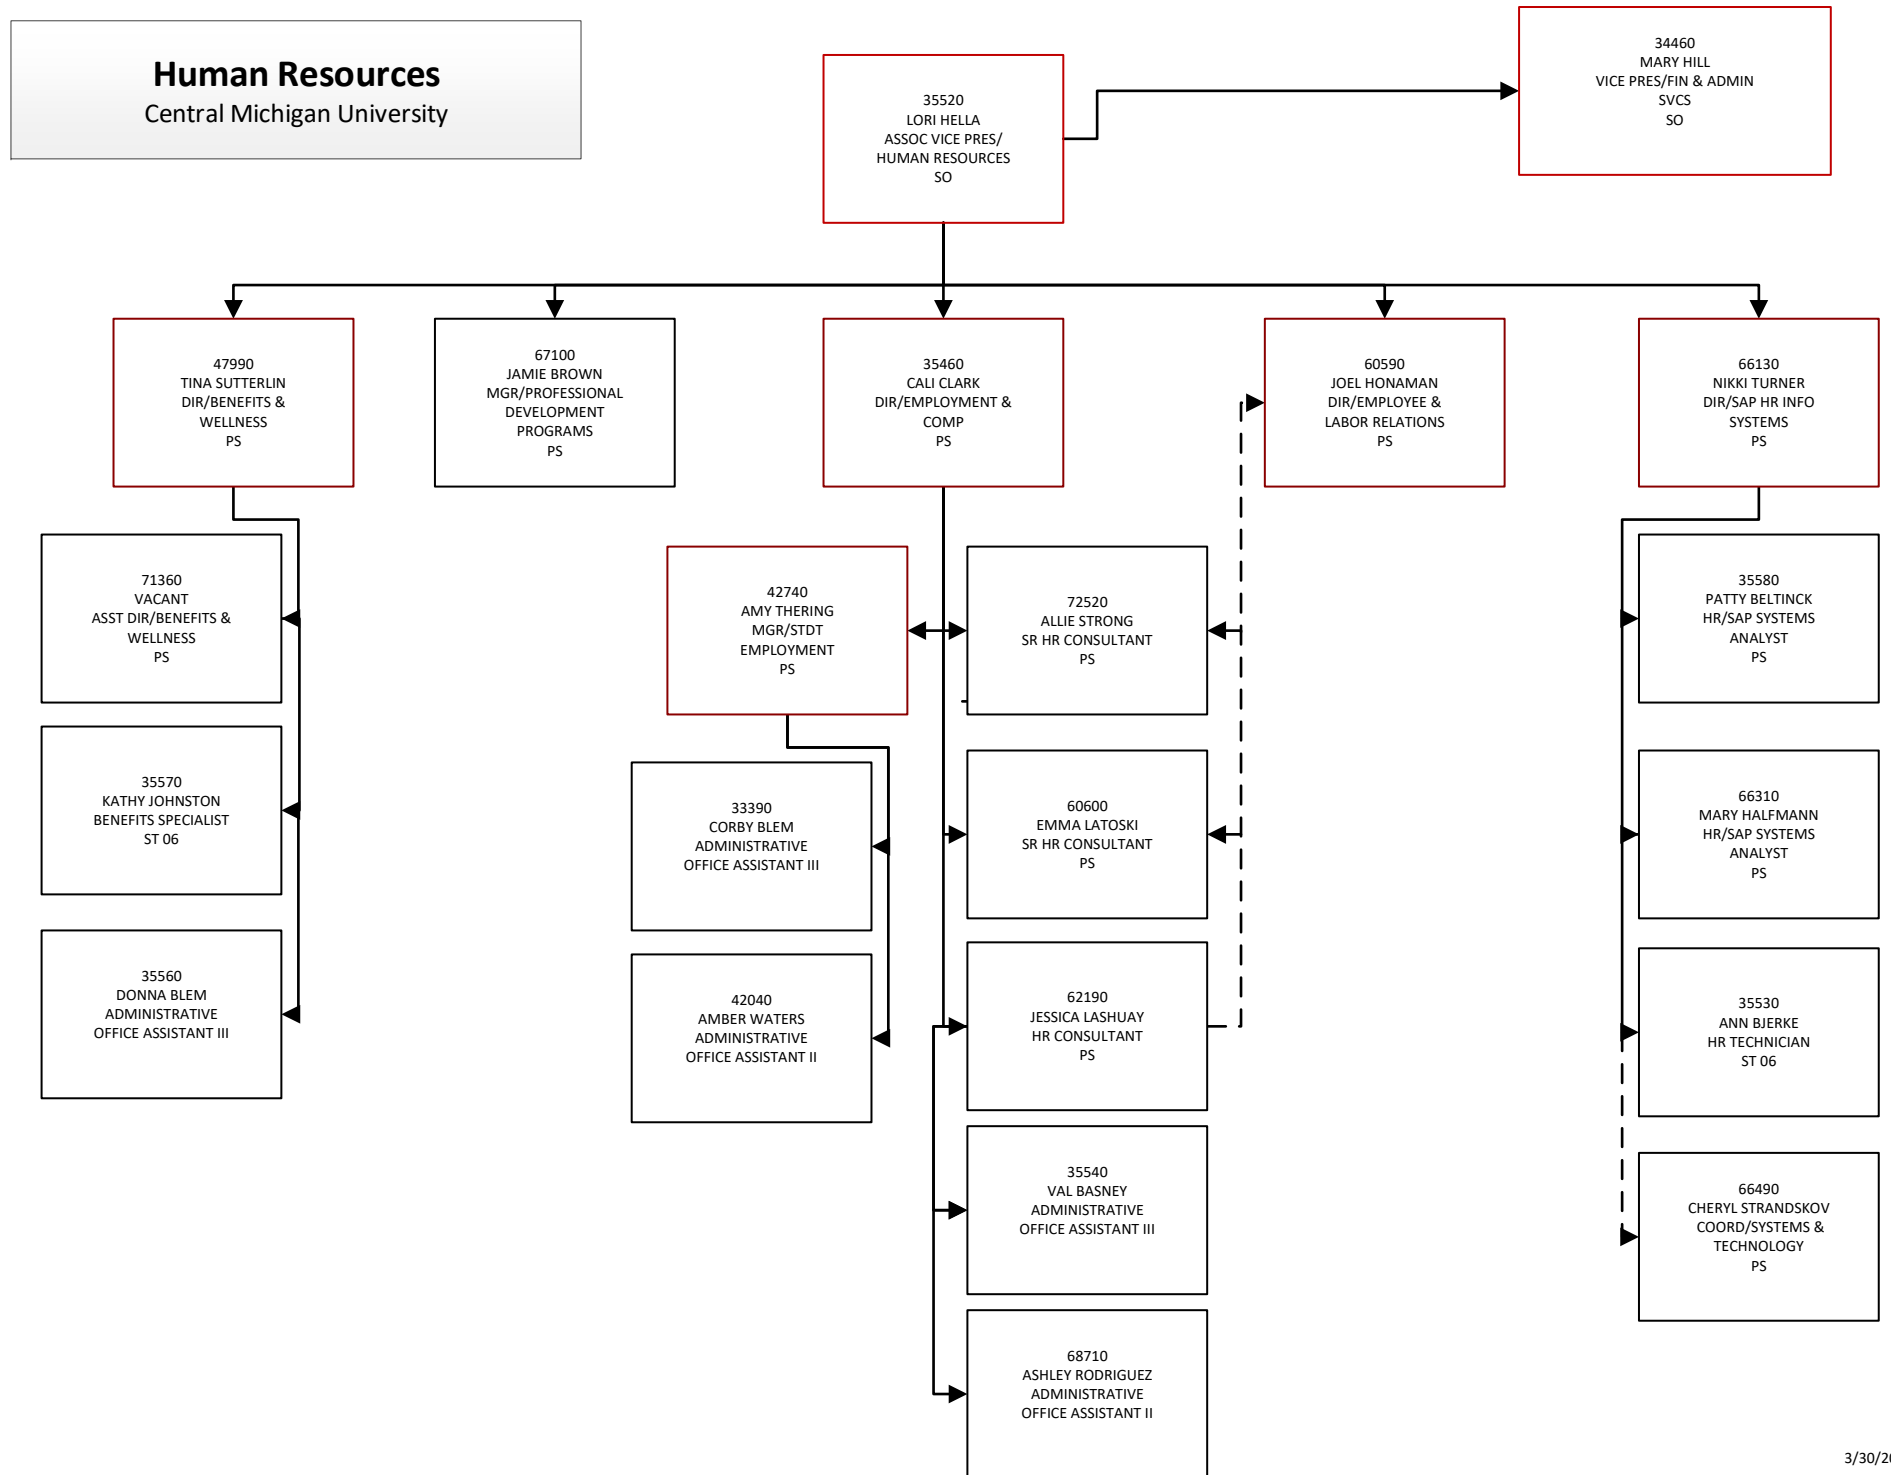 Human Resources
Central Michigan University
34460
MARY HILL
VICE PRES/FIN & ADMIN
SVCS
SO
35520
LORI HELLA
ASSOC VICE PRES/
HUMAN RESOURCES
SO
47990
TINA SUTTERLIN
DIR/BENEFITS &
WELLNESS
PS
67100
JAMIE BROWN
MGR/PROFESSIONAL
DEVELOPMENT
PROGRAMS
PS
35460
CALI CLARK
DIR/EMPLOYMENT &
COMP
PS
60590
JOEL HONAMAN
DIR/EMPLOYEE &
LABOR RELATIONS
PS
66130
NIKKI TURNER
DIR/SAP HR INFO
SYSTEMS
PS
71360
VACANT
ASST DIR/BENEFITS &
WELLNESS
PS
35570
KATHY JOHNSTON
BENEFITS SPECIALIST
ST 06
35560
DONNA BLEM
ADMINISTRATIVE
OFFICE ASSISTANT III
42740
AMY THERING
MGR/STDT
EMPLOYMENT
PS
33390
CORBY BLEM
ADMINISTRATIVE
OFFICE ASSISTANT III
42040
AMBER WATERS
ADMINISTRATIVE
OFFICE ASSISTANT II
72520
ALLIE STRONG
SR HR CONSULTANT
PS
60600
EMMA LATOSKI
SR HR CONSULTANT
PS
62190
JESSICA LASHUAY
HR CONSULTANT
PS
35540
VAL BASNEY
ADMINISTRATIVE
OFFICE ASSISTANT III
68710
ASHLEY RODRIGUEZ
ADMINISTRATIVE
OFFICE ASSISTANT II
35580
PATTY BELTINCK
HR/SAP SYSTEMS
ANALYST
PS
66310
MARY HALFMANN
HR/SAP SYSTEMS
ANALYST
PS
35530
ANN BJERKE
HR TECHNICIAN
ST 06
66490
CHERYL STRANDSKOV
COORD/SYSTEMS &
TECHNOLOGY
PS